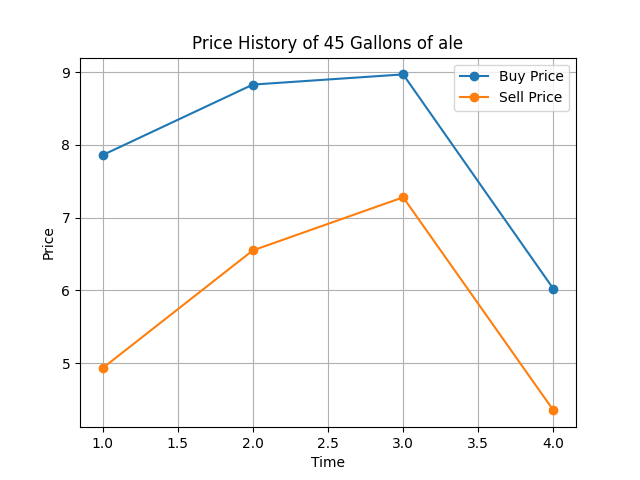 Price History of 45 Gallons of ale
Buy Price
Sell Price
9
8
7
6
5
Price
1.0 1.5 2.0 2.5 3.0 3.5 4.0
Time